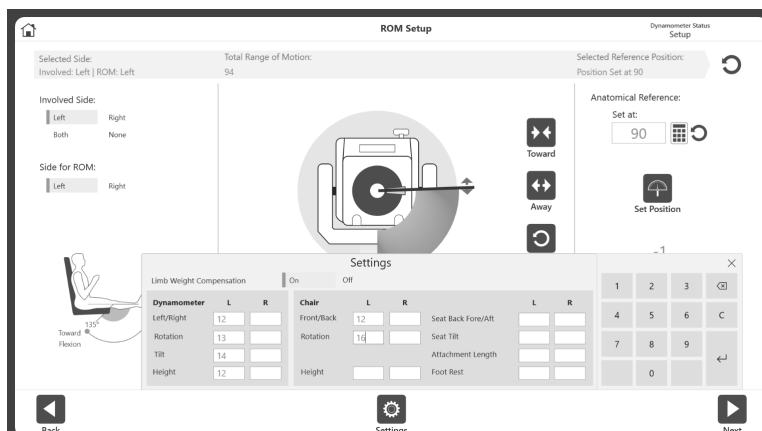 ROM Setup
Dynamometer Status
Setup
Selected Side:
Involved: Left | ROM: Left
Total Range of Motion:
94
Selected Reference Position:
Position Set at 90
Involved Side:
Left Right
Both None
Side for ROM:
Left Right
Toward
Away
Anatomical Reference:
Set at:
90
Set Position
-1
135°
Toward
Flexion
Settings
Limb Weight Compensation On Off
Dynamometer L R
Left/Right 12
Rotation 13
Tilt 14
Height 12
Chair L R
Front/Back 12
Rotation 16
Height
L R
Seat Back Fore/Aft
Seat Tilt
Attachment Length
Foot Rest
1 2 3
4 5 6 C
7 8 9
0
Back
Settings
Next